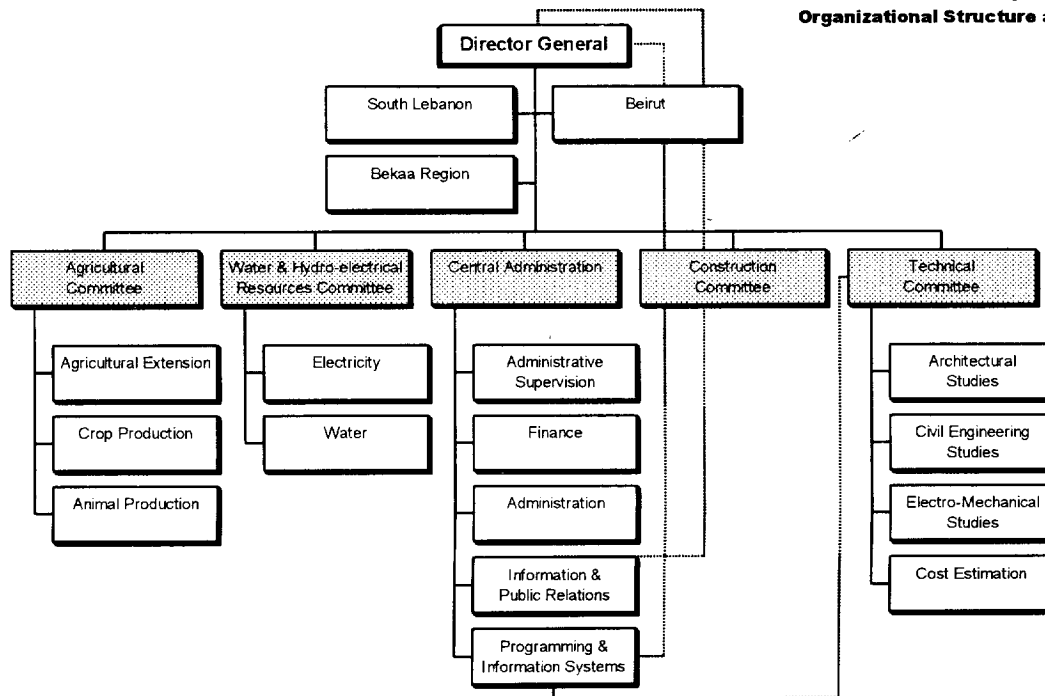 Organizational Structure a
Director General
South Lebanon
Beirut
Bekaa Region
Agricultural
Committee
Water & Hydro-electrical
Resources Committee
Central Administration
Construction
Committee
Technical
Committee
Agricultural Extension
Crop Production
Animal Production
Electricity
Water
Administrative
Supervision
Finance
Administration
Information &
Public Relations
Programming &
Information Systems
Architectural
Studies
Civil Engineering
Studies
Electro-Mechanical
Studies
Cost Estimation